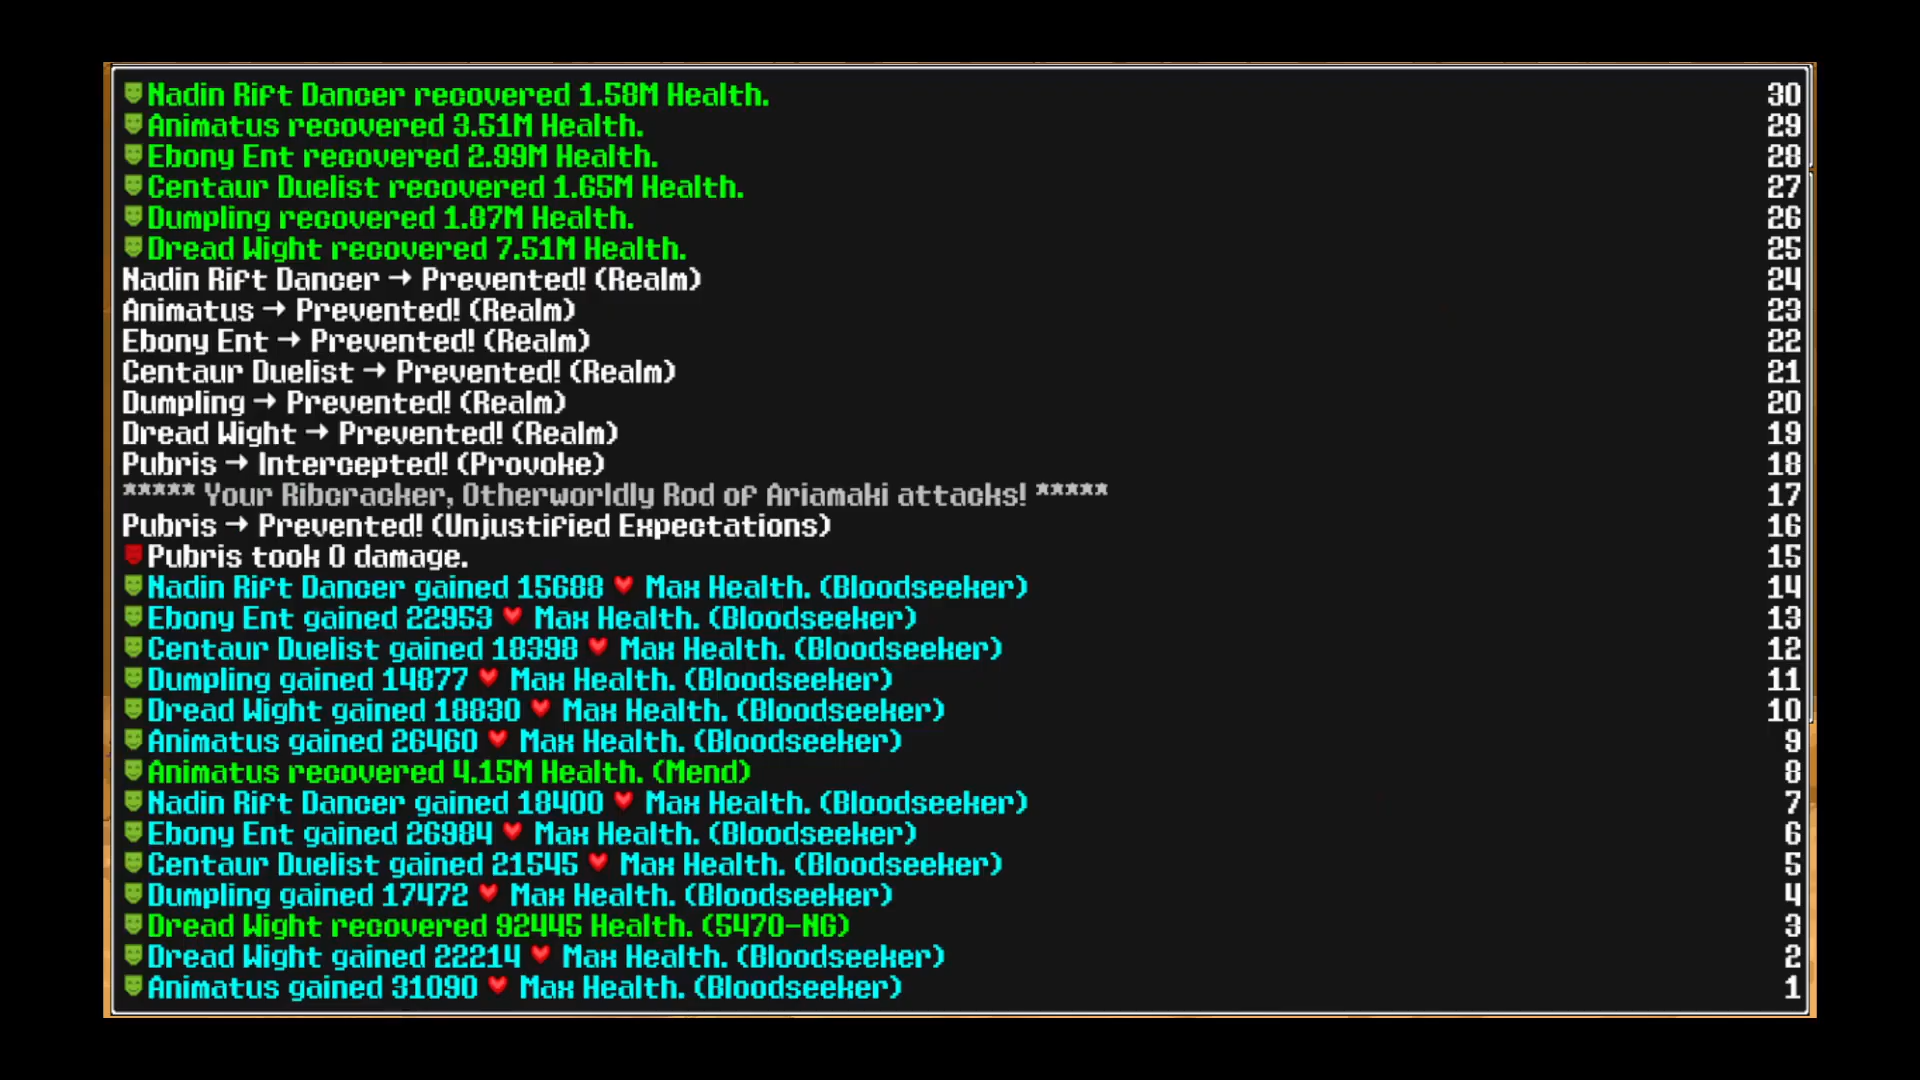 Nadin Rift Dancer recovered 1.58M Health. 30
Animatus recovered 3.51M Health. 29
Ebony Ent recovered 2.99M Health. 28
Centaur Duelist recovered 1.65M Health. 27
Dumpling recovered 1.87M Health. 26
Dread Wight recovered 7.51M Health. 25
Nadin Rift Dancer → Prevented! (Realm) 24
Animatus → Prevented! (Realm) 23
Ebony Ent → Prevented! (Realm) 22
Centaur Duelist → Prevented! (Realm) 21
Dumpling → Prevented! (Realm) 20
Dread Wight → Prevented! (Realm) 19
Pubris → Intercepted! (Provoke) 18
***** Your Ribcracker, Otherworldly Rod of Ariamaki attacks! ***** 17
Pubris → Prevented! (Unjustified Expectations) 16
Pubris took 0 damage. 15
Nadin Rift Dancer gained 15688 ❤ Max Health. (Bloodseeker) 14
Ebony Ent gained 22953 ❤ Max Health. (Bloodseeker) 13
Centaur Duelist gained 18398 ❤ Max Health. (Bloodseeker) 12
Dumpling gained 14877 ❤ Max Health. (Bloodseeker) 11
Dread Wight gained 18830 ❤ Max Health. (Bloodseeker) 10
Animatus gained 26460 ❤ Max Health. (Bloodseeker) 9
Animatus recovered 4.15M Health. (Mend) 8
Nadin Rift Dancer gained 18400 ❤ Max Health. (Bloodseeker) 7
Ebony Ent gained 26984 ❤ Max Health. (Bloodseeker) 6
Centaur Duelist gained 21545 ❤ Max Health. (Bloodseeker) 5
Dumpling gained 17472 ❤ Max Health. (Bloodseeker) 4
Dread Wight recovered 92445 Health. (5470-NG) 3
Dread Wight gained 22214 ❤ Max Health. (Bloodseeker) 2
Animatus gained 31090 ❤ Max Health. (Bloodseeker) 1